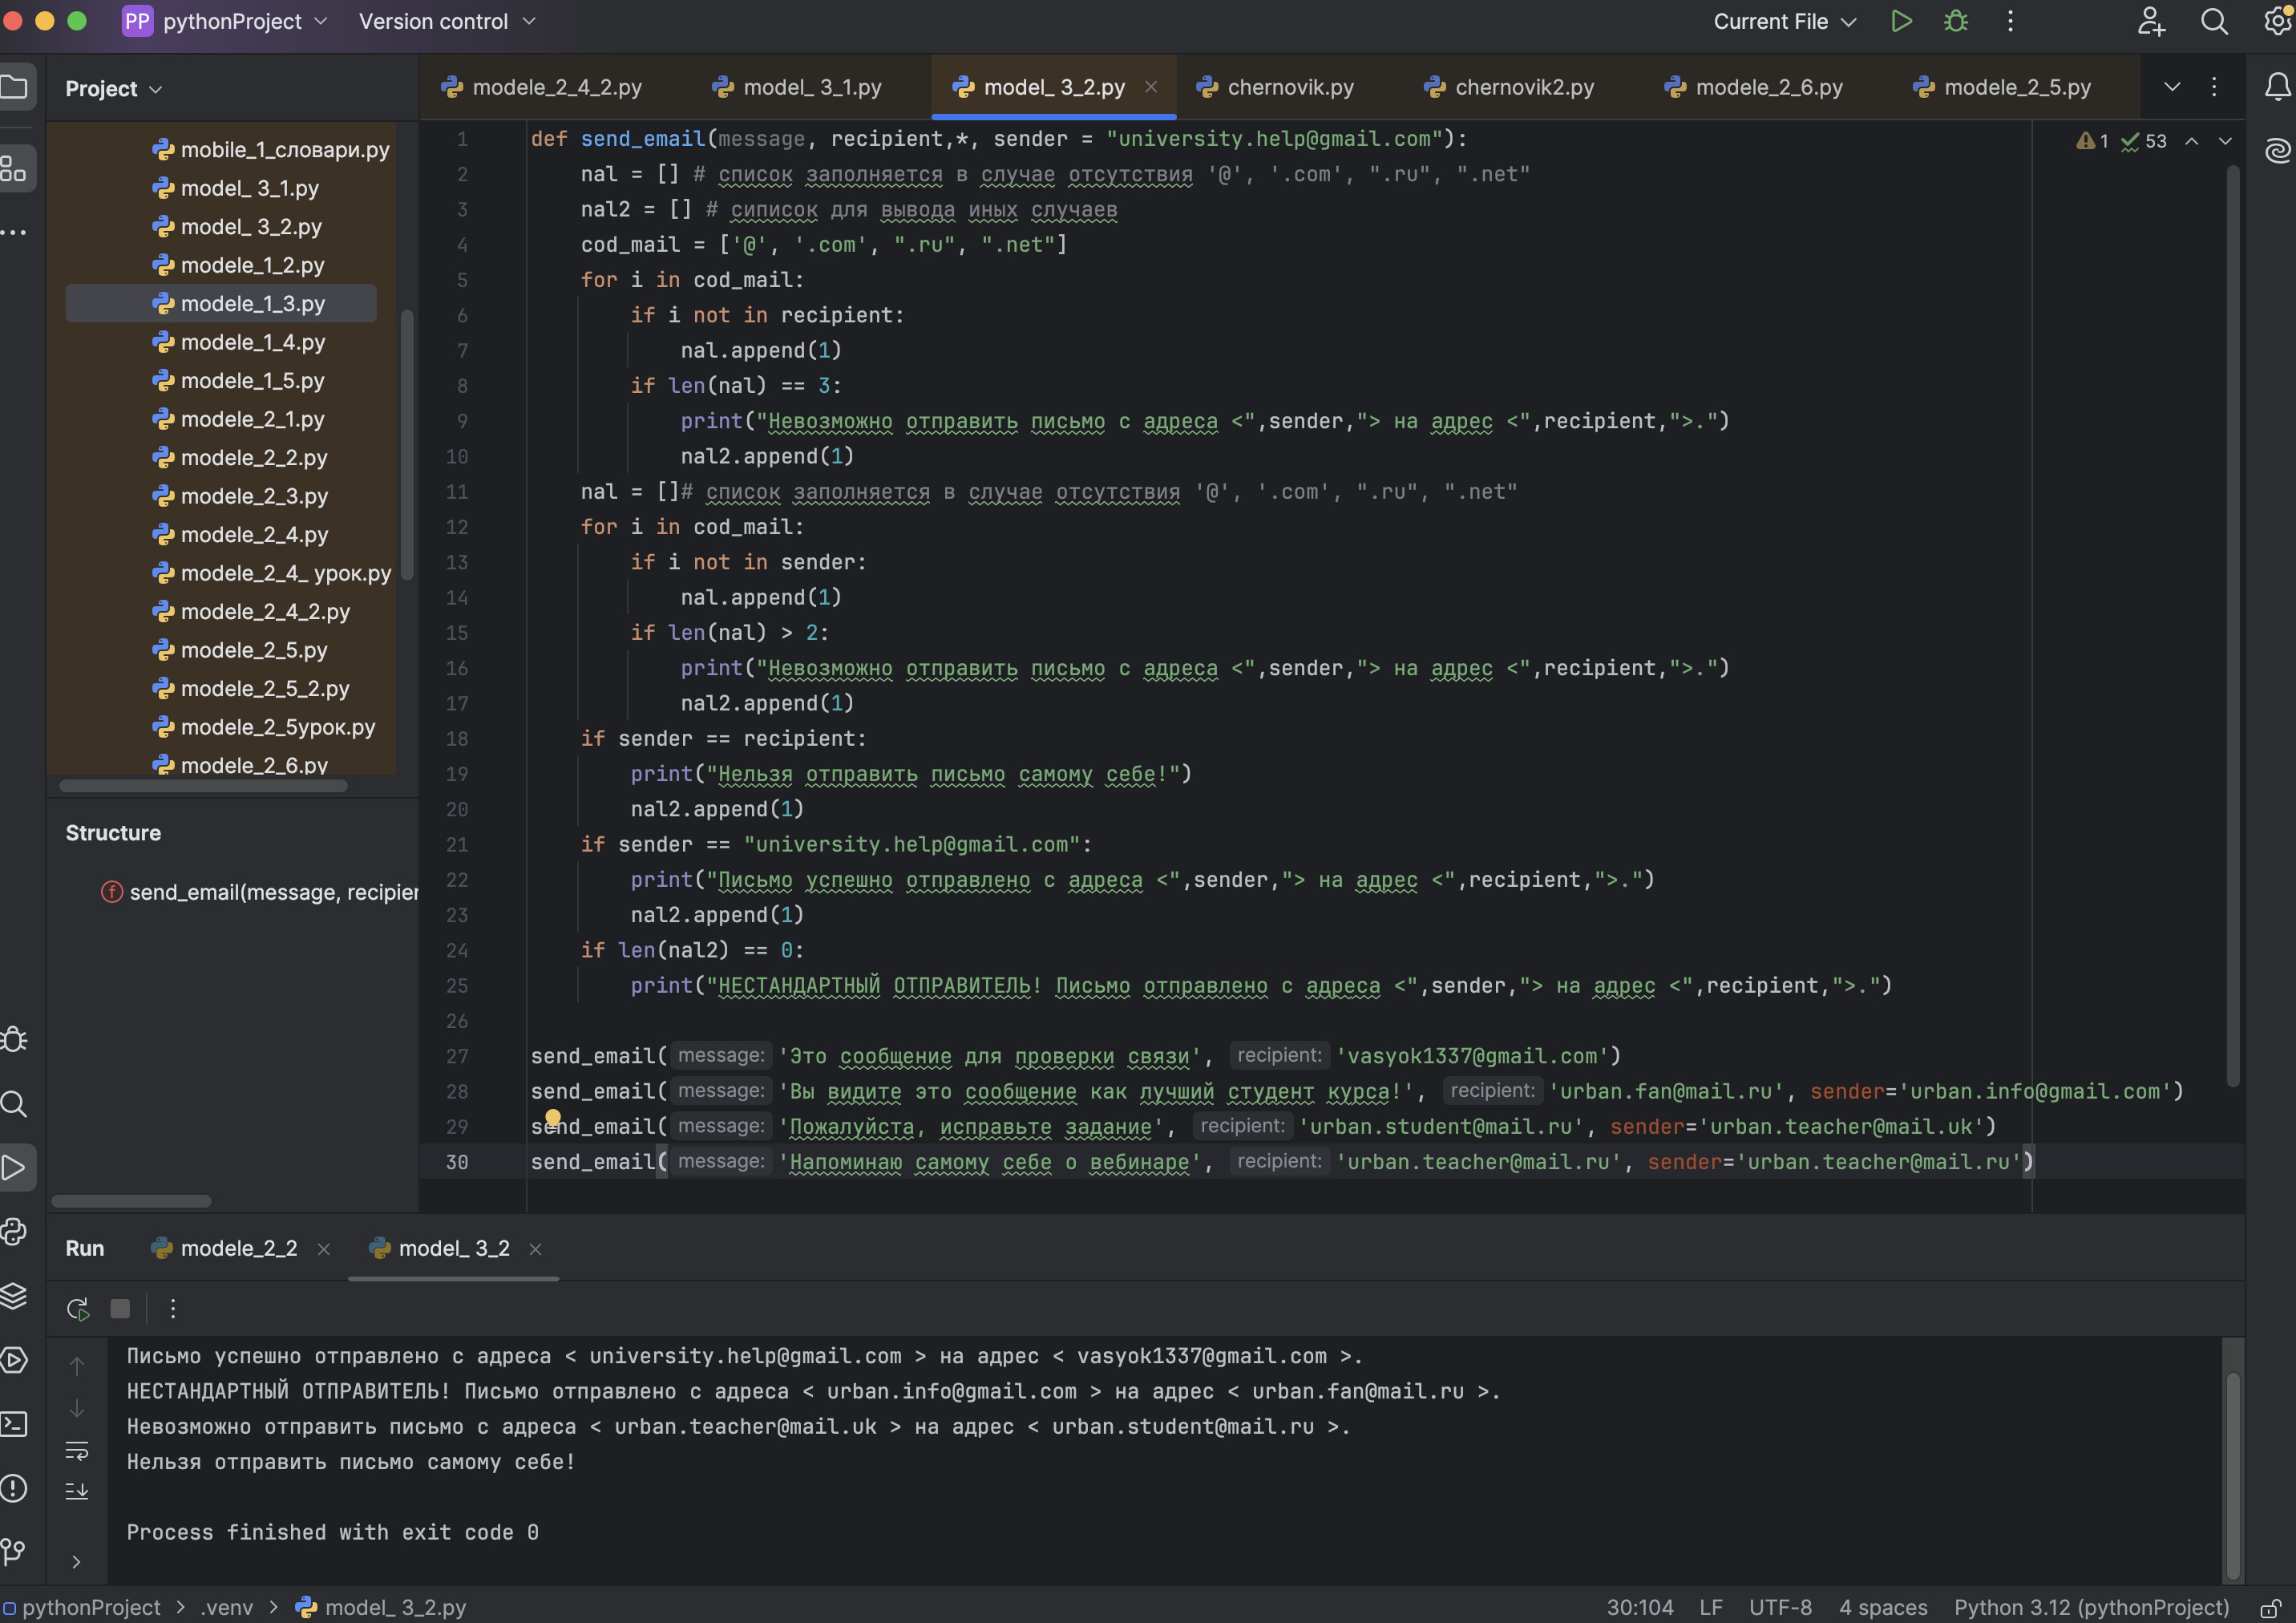 PP pythonProject Version control Current File
Project
modele_2_4_2.py model_ 3_1.py model_ 3_2.py chernovik.py chernovik2.py modele_2_6.py modele_2_5.py
mobile_1_словари.py
model_ 3_1.py
model_ 3_2.py
modele_1_2.py
modele_1_3.py
modele_1_4.py
modele_1_5.py
modele_2_1.py
modele_2_2.py
modele_2_3.py
modele_2_4.py
modele_2_4_ урок.py
modele_2_4_2.py
modele_2_5.py
modele_2_5_2.py
modele_2_5урок.py
modele_2_6.py
Structure
f send_email(message, recipier
1 53
1 def send_email(message, recipient,*, sender = "university.help@gmail.com"):
2 nal = [] # список заполняется в случае отсутствия '@', '.com', ".ru", ".net"
3 nal2 = [] # сиписок для вывода иных случаев
4 cod_mail = ['@', '.com', ".ru", ".net"]
5 for i in cod_mail:
6 if i not in recipient:
7 nal.append(1)
8 if len(nal) == 3:
9 print("Невозможно отправить письмо с адреса <",sender,"> на адрес <",recipient,">.")
10 nal2.append(1)
11 nal = []# список заполняется в случае отсутствия '@', '.com', ".ru", ".net"
12 for i in cod_mail:
13 if i not in sender:
14 nal.append(1)
15 if len(nal) > 2:
16 print("Невозможно отправить письмо с адреса <",sender,"> на адрес <",recipient,">.")
17 nal2.append(1)
18 if sender == recipient:
19 print("Нельзя отправить письмо самому себе!")
20 nal2.append(1)
21 if sender == "university.help@gmail.com":
22 print("Письмо успешно отправлено с адреса <",sender,"> на адрес <",recipient,">.")
23 nal2.append(1)
24 if len(nal2) == 0:
25 print("НЕСТАНДАРТНЫЙ ОТПРАВИТЕЛЬ! Письмо отправлено с адреса <",sender,"> на адрес <",recipient,">.")
26
27 send_email( message: 'Это сообщение для проверки связи', recipient: 'vasyok1337@gmail.com')
28 send_email( message: 'Вы видите это сообщение как лучший студент курса!', recipient: 'urban.fan@mail.ru', sender='urban.info@gmail.com')
29 send_email( message: 'Пожалуйста, исправьте задание', recipient: 'urban.student@mail.ru', sender='urban.teacher@mail.uk')
30 send_email( message: 'Напоминаю самому себе о вебинаре', recipient: 'urban.teacher@mail.ru', sender='urban.teacher@mail.ru')
Run modele_2_2 model_ 3_2
Письмо успешно отправлено с адреса < university.help@gmail.com > на адрес < vasyok1337@gmail.com >.
НЕСТАНДАРТНЫЙ ОТПРАВИТЕЛЬ! Письмо отправлено с адреса < urban.info@gmail.com > на адрес < urban.fan@mail.ru >.
Невозможно отправить письмо с адреса < urban.teacher@mail.uk > на адрес < urban.student@mail.ru >.
Нельзя отправить письмо самому себе!
Process finished with exit code 0
pythonProject > .venv > model_ 3_2.py 30:104 LF UTF-8 4 spaces Python 3.12 (pythonProject)